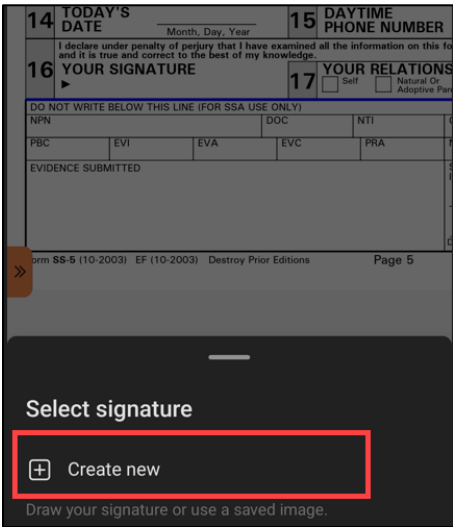 14 TODAY'S DATE
Month, Day, Year
15 DAYTIME PHONE NUMBER
I declare under penalty of perjury that I have examined all the information on this
and it is true and correct to the best of my knowledge.
16 YOUR SIGNATURE
17 YOUR
Self
Natural Or
Adoptive
DO NOT WRITE BELOW THIS LINE (FOR SSA USE ONLY)
NPN DOC NTI
PBC EVI EVA EVC PRA
EVIDENCE SUBMITTED
SS-5 (10-2003) EF (10-2003) Destroy Prior Editions Page 5
Select signature
Create new
Draw your signature or use a saved image.